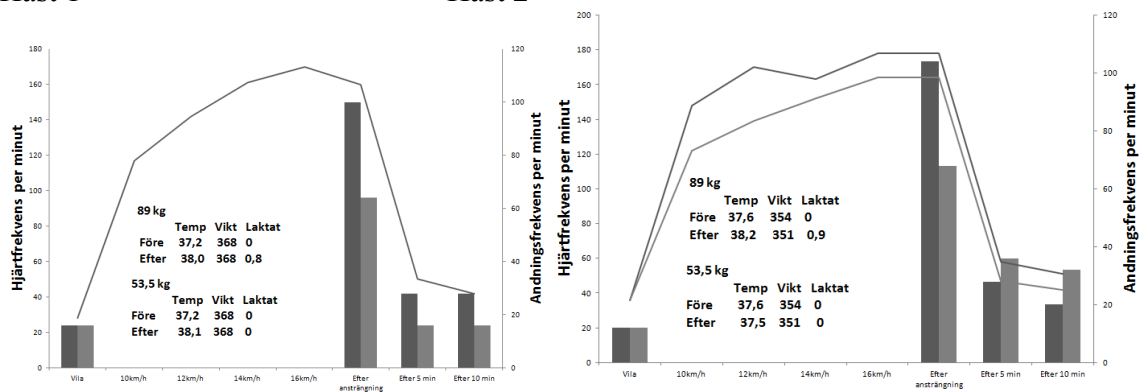 Häst 1
Häst 2
Hjärtfrekvens per minut
180
160
140
120
100
80
60
40
20
0
120
100
80
60
40
20
0
Andningsfrekvens per minut
89 kg
Temp Vikt Laktat
Före 37,2 368 0
Efter 38,0 368 0,8
53,5 kg
Temp Vikt Laktat
Före 37,2 368 0
Efter 38,1 368 0
Vila 10km/h 12km/h 14km/h 16km/h Efter ansträngning Efter 5 min Efter 10 min
Hjärtfrekvens per minut
200
180
160
140
120
100
80
60
40
20
0
120
100
80
60
40
20
0
Andningsfrekvens per minut
89 kg
Temp Vikt Laktat
Före 37,6 354 0
Efter 38,2 351 0,9
53,5 kg
Temp Vikt Laktat
Före 37,6 354 0
Efter 37,5 351 0
Vila 10km/h 12km/h 14km/h 16km/h Efter ansträngning Efter 5 min Efter 10 min